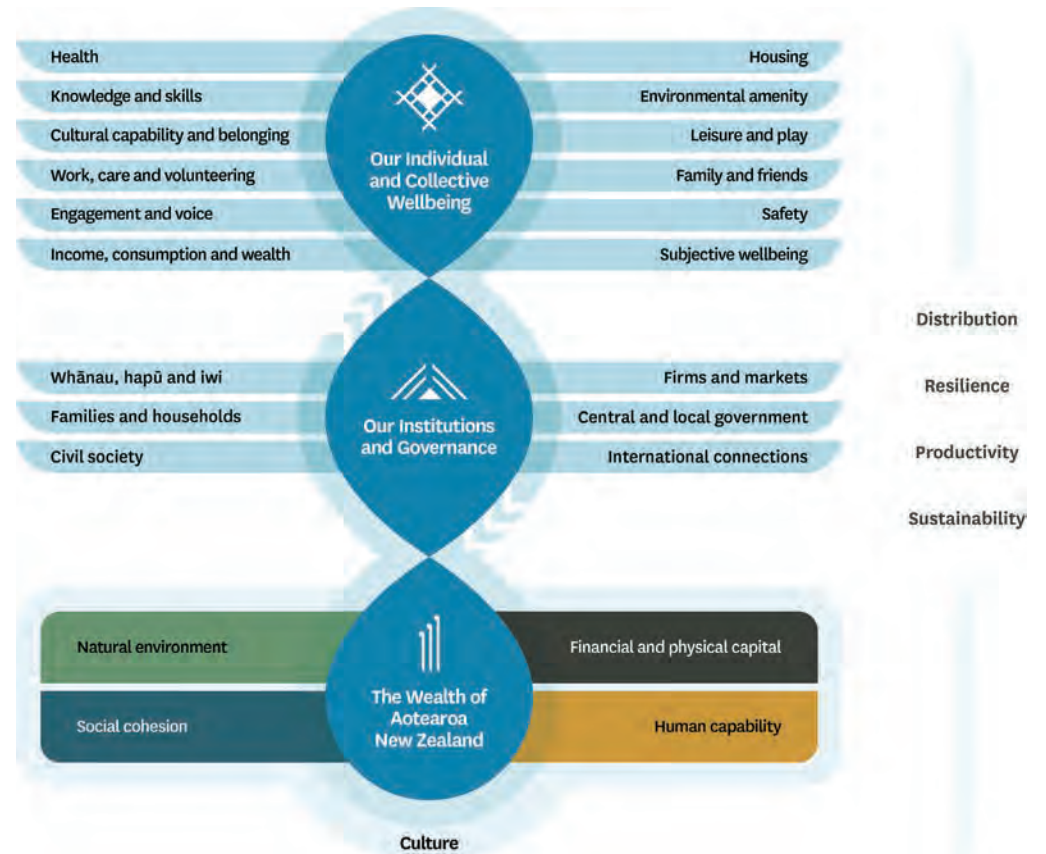 Health
Knowledge and skills
Cultural capability and belonging
Work, care and volunteering
Engagement and voice
Income, consumption and wealth
Our Individual
and Collective
Wellbeing
Housing
Environmental amenity
Leisure and play
Family and friends
Safety
Subjective wellbeing
Whānau, hapū and iwi
Families and households
Civil society
Our Institutions
and Governance
Firms and markets
Central and local government
International connections
Natural environment
Social cohesion
The Wealth of
Aotearoa
New Zealand
Financial and physical capital
Human capability
Culture
Distribution
Resilience
Productivity
Sustainability